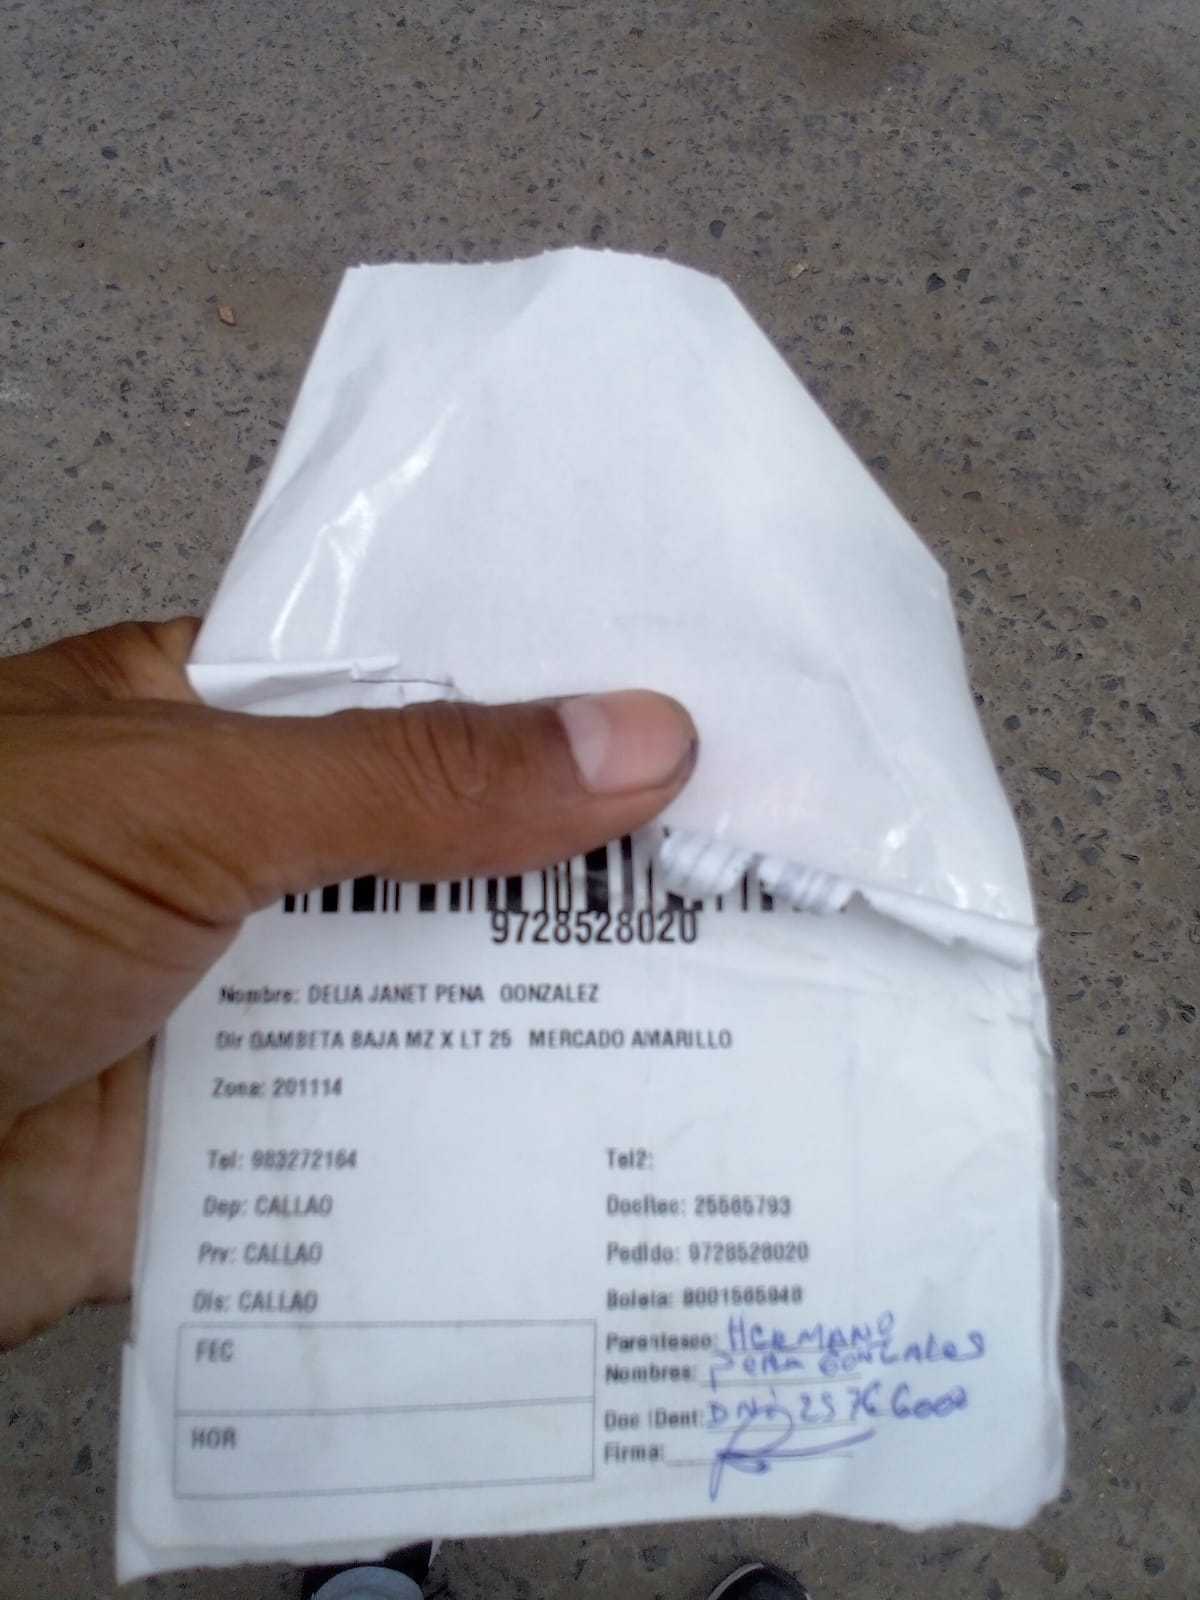 9728528020
Nombre: DELIA JANET PENA GONZALEZ
Dir GAMBETA BAJA MZ X LT 25 MERCADO AMARILLO
Zona: 201114
Tel: 983272164 Tel2:
Dep: CALLAO DocRec: 25565793
Prv: CALLAO Pedido: 9728528020
Dis: CALLAO Boleta:
FEC Parentesco: HERMANO
Nombres: PEÑA GONZALES
HOR Doc IDent: DNI 25766000
Firma: